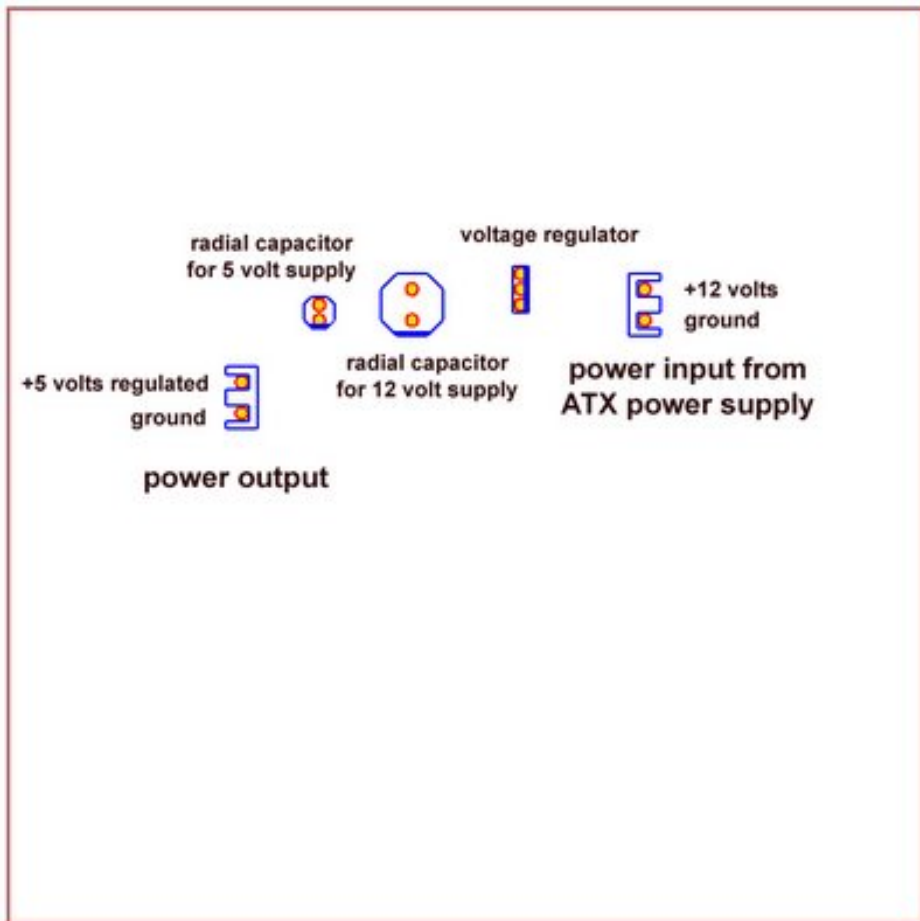 radial capacitor
for 5 volt supply
voltage regulator
+12 volts
ground
radial capacitor
for 12 volt supply
power input from
ATX power supply
+5 volts regulated
ground
power output